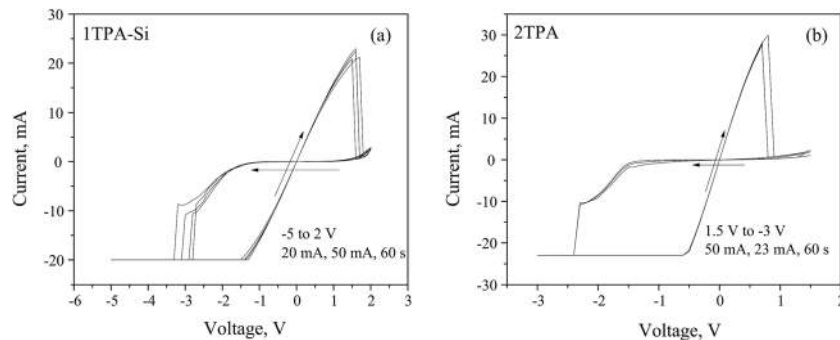 1TPA-Si (a)
30
20
10
0
-10
-20
Current, mA
-5 to 2 V
20 mA, 50 mA, 60 s
-6 -5 -4 -3 -2 -1 0 1 2 3
Voltage, V
2TPA (b)
35
30
20
10
0
-10
-20
-30
Current, mA
1.5 V to -3 V
50 mA, 23 mA, 60 s
-3 -2 -1 0 1
Voltage, V